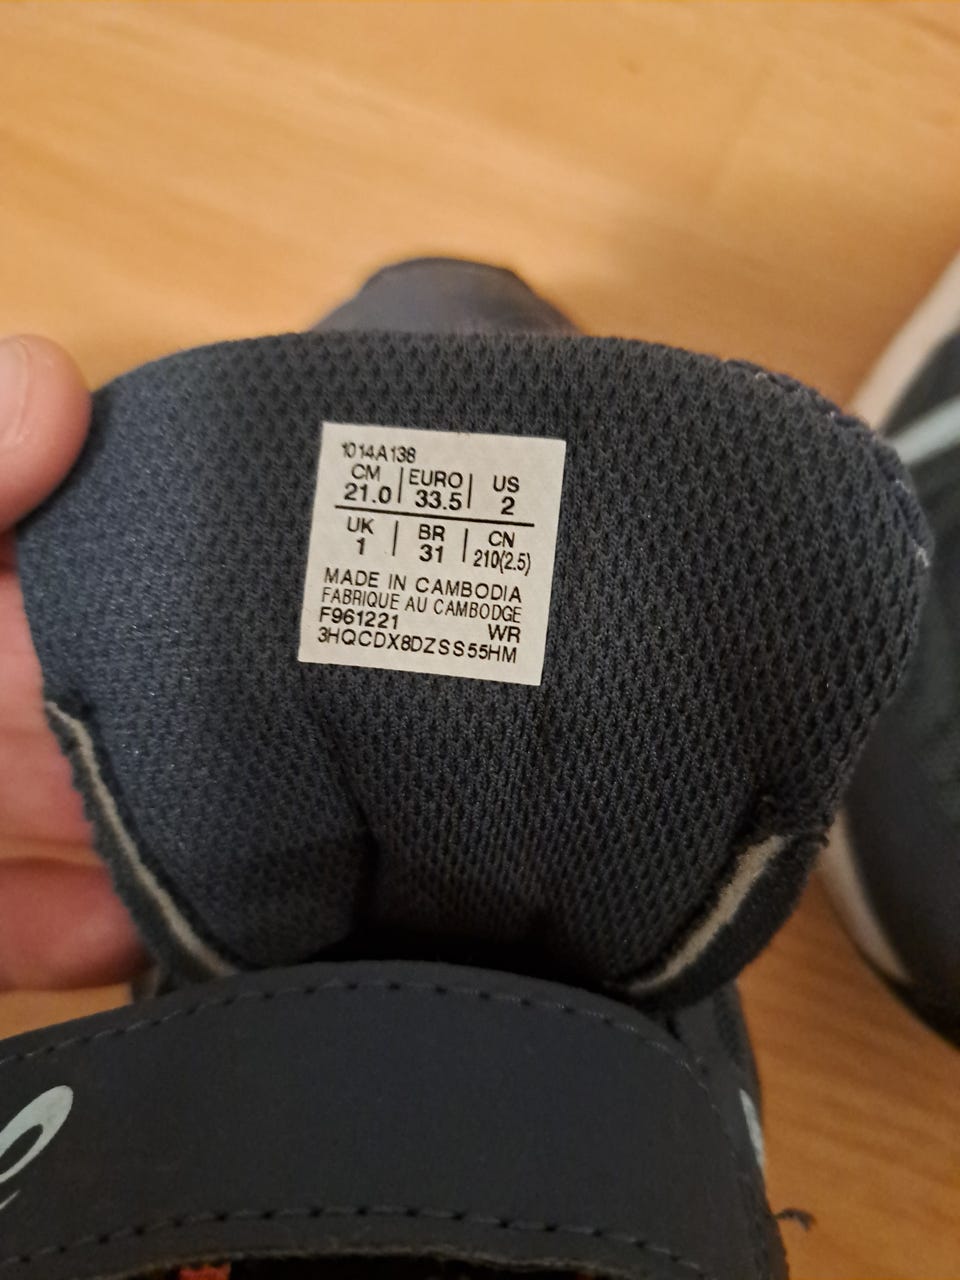 1014A138
CM | EURO | US
21.0 | 33.5 | 2
UK | BR | CN
1 | 31 | 210(2.5)
MADE IN CAMBODIA
FABRIQUE AU CAMBODGE
F961221 WR
3HQCDX8DZSS55HM